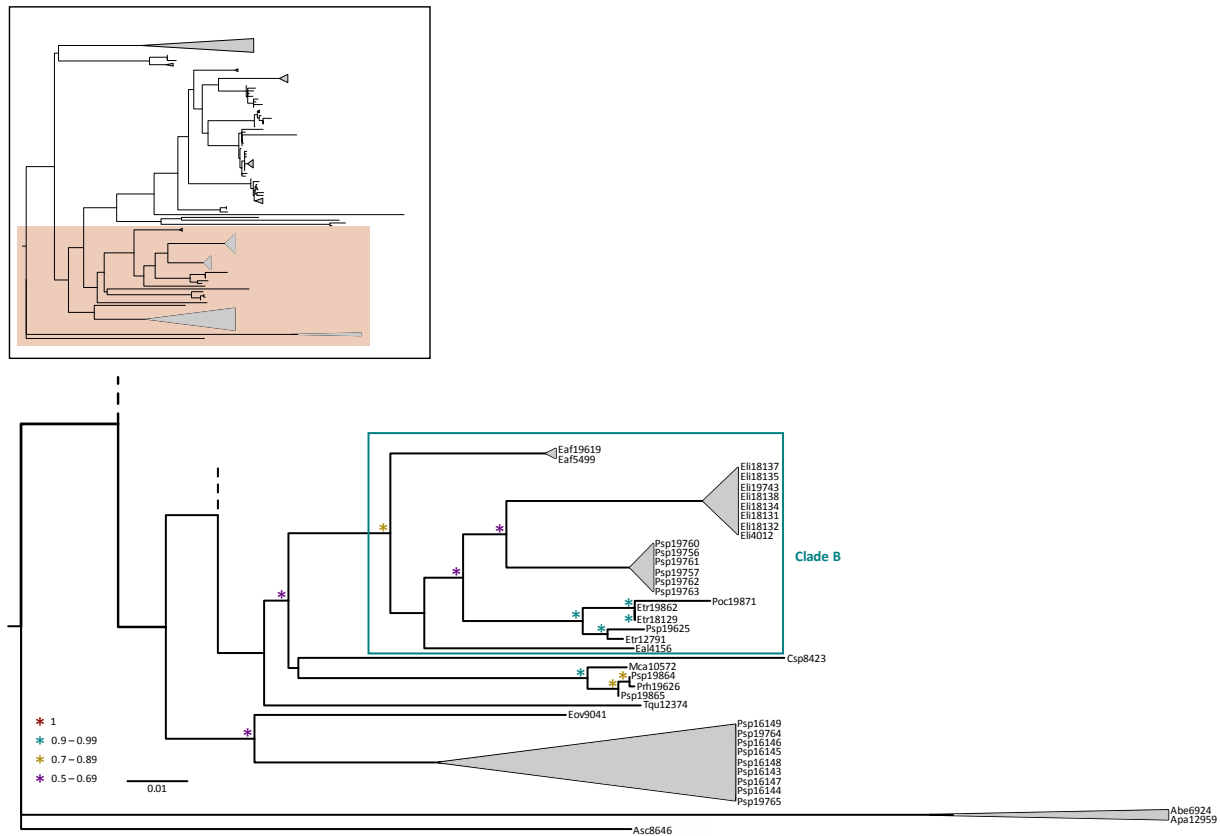 Eaf19619
Eaf5499
Eli18137
Eli18135
Eli19743
Eli18138
Eli18134
Eli18131
Eli18132
Eli4012
Psp19760
Psp19756
Psp19761
Psp19757
Psp19762
Psp19763
Clade B
Poc19871
Etr19862
Etr18129
Psp19625
Etr12791
Eal4156
Csp8423
Mca10572
Psp19864
Prh19626
Psp19865
Tqu12374
Eov9041
Psp16149
Psp19764
Psp16146
Psp16145
Psp16148
Psp16143
Psp16147
Psp16144
Psp19765
* 1
* 0.9 – 0.99
* 0.7 – 0.89
* 0.5 – 0.69
0.01
Abe6924
Apa12959
Asc8646